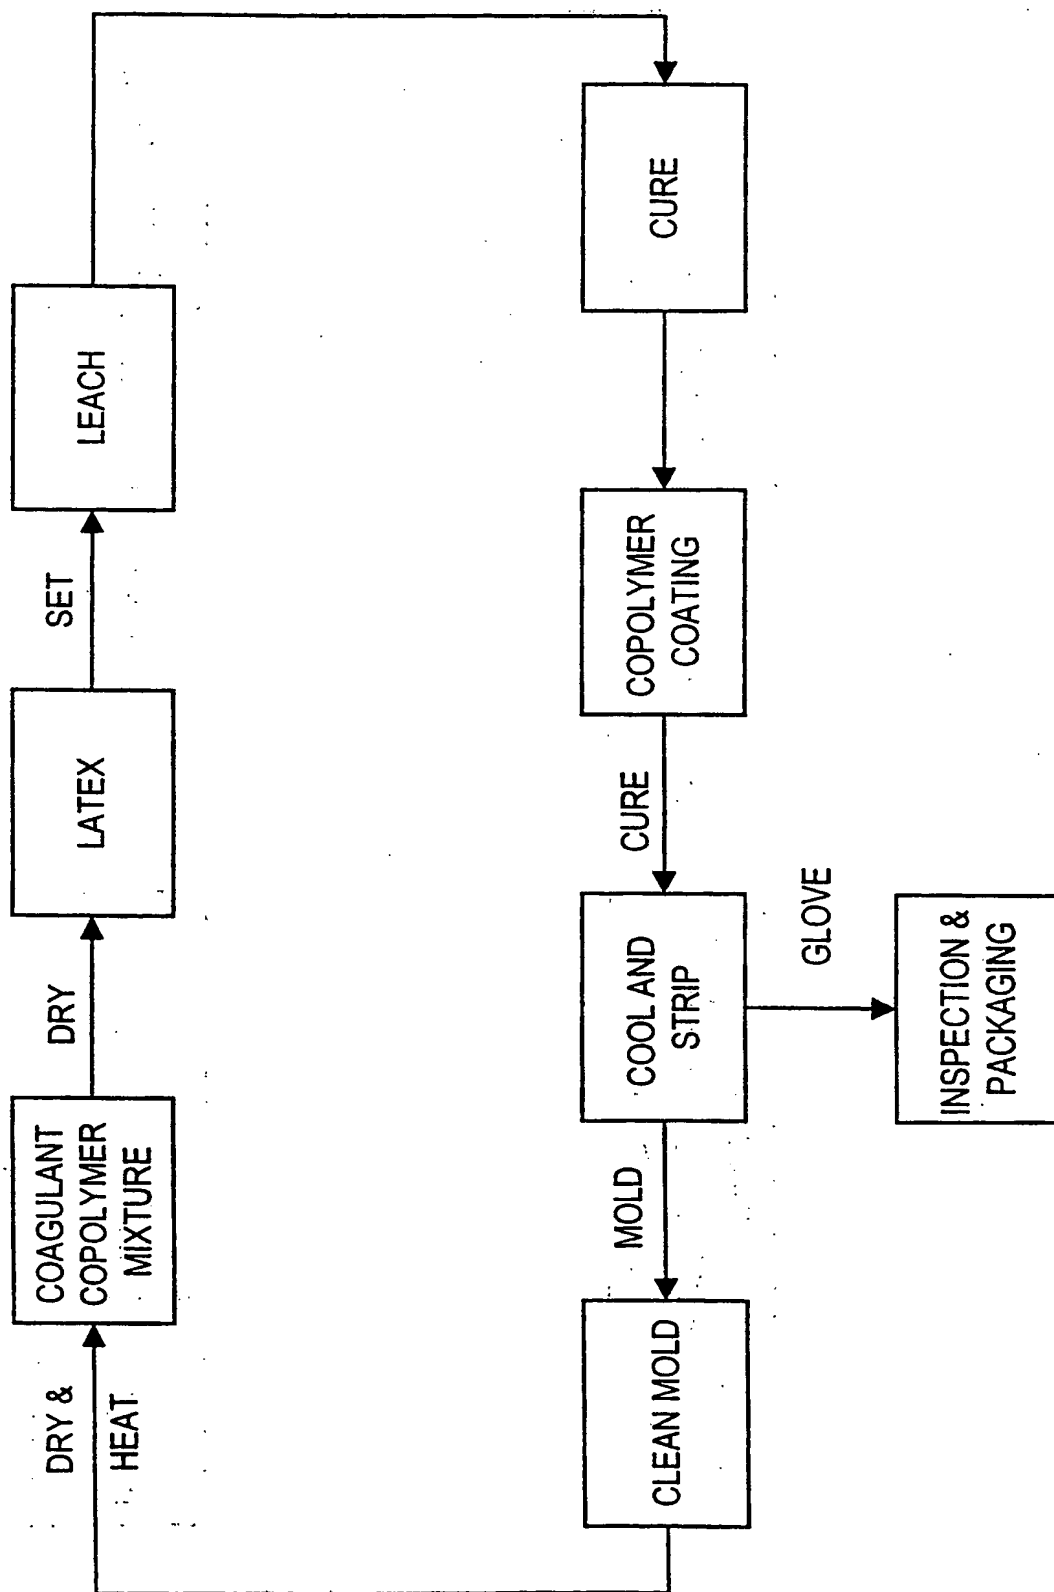 DRY &
HEAT
COAGULANT
COPOLYMER
MIXTURE
DRY
LATEX
SET
LEACH
CURE
COPOLYMER
COATING
CURE
COOL AND
STRIP
GLOVE
INSPECTION &
PACKAGING
MOLD
CLEAN MOLD